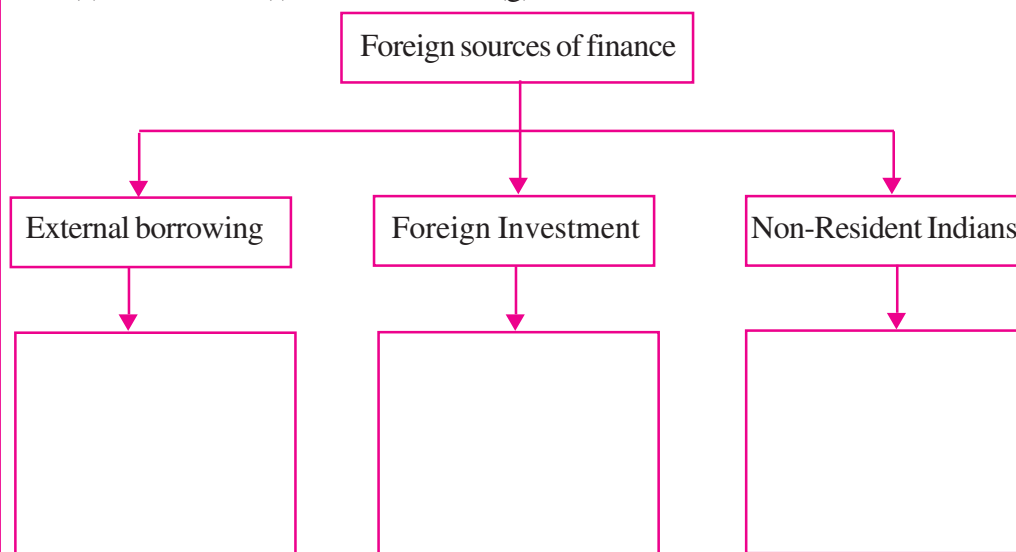 Foreign sources of finance
External borrowing
Foreign Investment
Non-Resident Indians